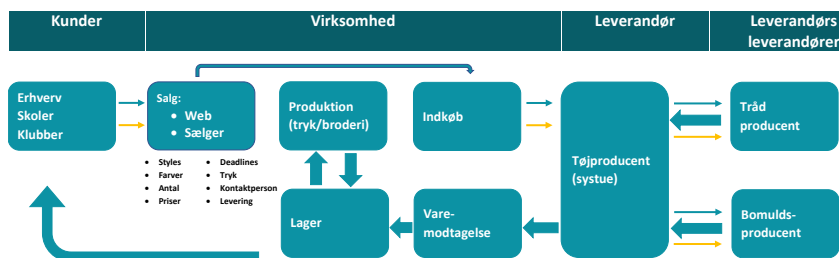 Kunder
Virksomhed
Leverandør
Leverandørs
leverandører
Erhverv
Skoler
Klubber
Salg:
• Web
• Sælger
• Styles
• Farver
• Antal
• Priser
• Deadlines
• Tryk
• Kontaktperson
• Levering
Produktion
(tryk/broderi)
Indkøb
Lager
Vare-
modtagelse
Tøjproducent
(systue)
Tråd
producent
Bomulds-
producent